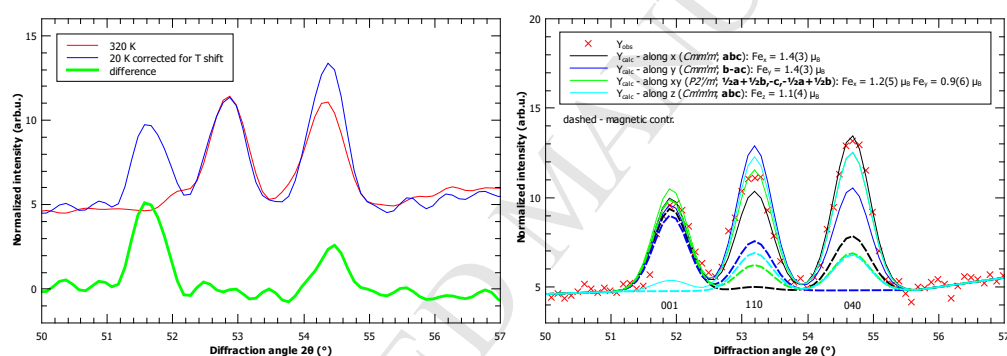 320 K
20 K corrected for T shift
difference
Normalized intensity (arb.u.)
15
10
5
0
50
51
52
53
54
55
56
57
Diffraction angle 2θ (°)
Yobs
Ycalc - along x (Cmm'm'; abc): Fex = 1.4(3) μB
Ycalc - along y (Cmm'm'; b-ac): Fey = 1.4(3) μB
Ycalc - along xy (P2'/m'; ½a+½b,-c,-½a+½b): Fex = 1.2(5) μB Fey = 0.9(6) μB
Ycalc - along z (Cm'm'm; abc): Fez = 1.1(4) μB
dashed - magnetic contr.
Normalized intensity (arb.u.)
20
15
10
5
001
110
040
50
51
52
53
54
55
56
57
Diffraction angle 2θ (°)